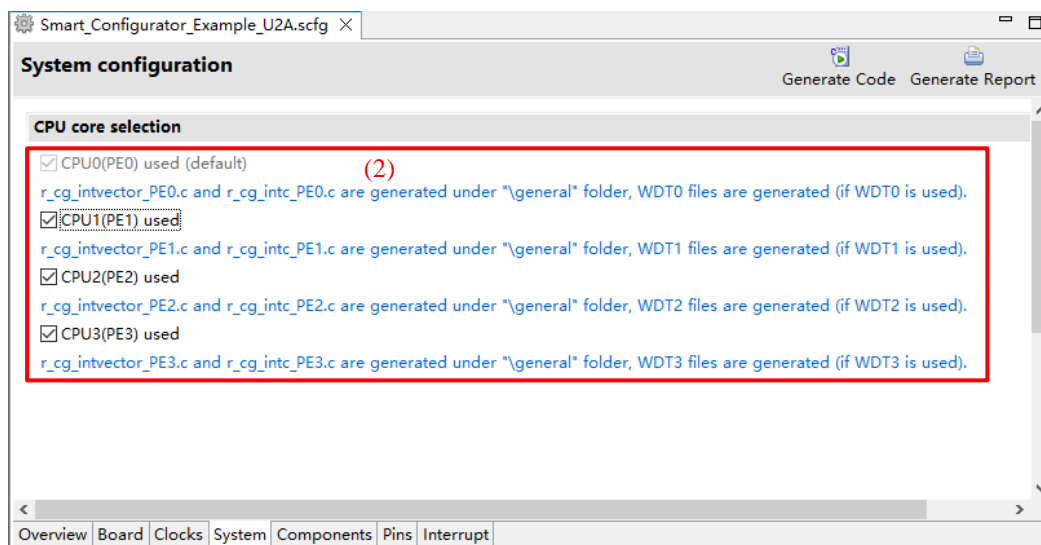 Smart_Configurator_Example_U2A.scfg
System configuration
Generate Code Generate Report
CPU core selection
CPU0(PE0) used (default)
(2)
r_cg_intvector_PE0.c and r_cg_intc_PE0.c are generated under "\general" folder, WDT0 files are generated (if WDT0 is used).
CPU1(PE1) used
r_cg_intvector_PE1.c and r_cg_intc_PE1.c are generated under "\general" folder, WDT1 files are generated (if WDT1 is used).
CPU2(PE2) used
r_cg_intvector_PE2.c and r_cg_intc_PE2.c are generated under "\general" folder, WDT2 files are generated (if WDT2 is used).
CPU3(PE3) used
r_cg_intvector_PE3.c and r_cg_intc_PE3.c are generated under "\general" folder, WDT3 files are generated (if WDT3 is used).
Overview Board Clocks System Components Pins Interrupt